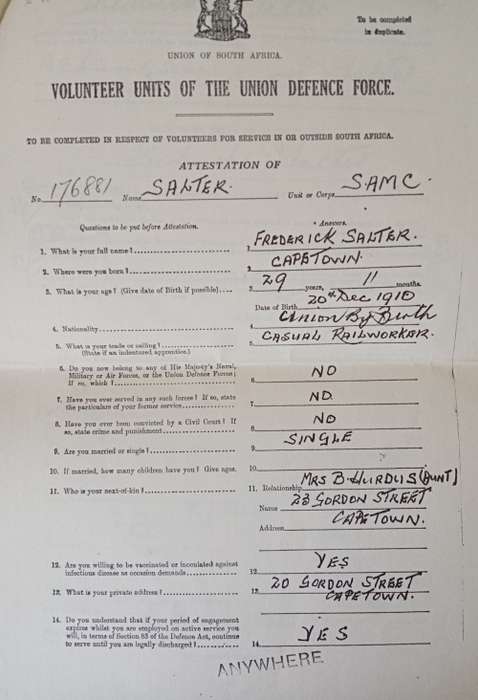 To be completed
in duplicate.
UNION OF SOUTH AFRICA.
VOLUNTEER UNITS OF THE UNION DEFENCE FORCE.
TO BE COMPLETED IN RESPECT OF VOLUNTEERS FOR SERVICE IN OR OUTSIDE SOUTH AFRICA.
ATTESTATION OF
No. 176881 Name SALTER. Unit or Corps S.A.M.C.
Questions to be put before Attestation. Answers.
1. What is your full name? 1. FREDERICK SALTER.
2. Where were you born? 2. CAPETOWN.
3. What is your age? (Give date of Birth if possible) 3. 29 years, 11 months.
Date of Birth 20th Dec 1910
4. Nationality 4. Union By Birth
5. What is your trade or calling? 5. CASUAL RAILWORKER.
(State if an indentured apprentice.)
6. Do you now belong to any of His Majesty's Naval,
Military or Air Forces, or the Union Defence Forces;
If so, which? 6. NO
7. Have you ever served in any such forces? If so, state
the particulars of your former service 7. NO.
8. Have you ever been convicted by a Civil Court? If
so, state crime and punishment 8. NO
9. Are you married or single? 9. SINGLE
10. If married, how many children have you? Give ages. 10.
11. Who is your next-of-kin? 11. Relationship MRS B. HURDUS (AUNT)
Name 23 GORDON STREET
Address CAPE TOWN.
12. Are you willing to be vaccinated or inoculated against
infectious disease as occasion demands 12. YES
13. What is your private address? 13. 20 GORDON STREET
CAPETOWN.
14. Do you understand that if your period of engagement
expires whilst you are employed on active service you
will, in terms of Section 83 of the Defence Act, continue
to serve until you are legally discharged? 14. YES
ANYWHERE